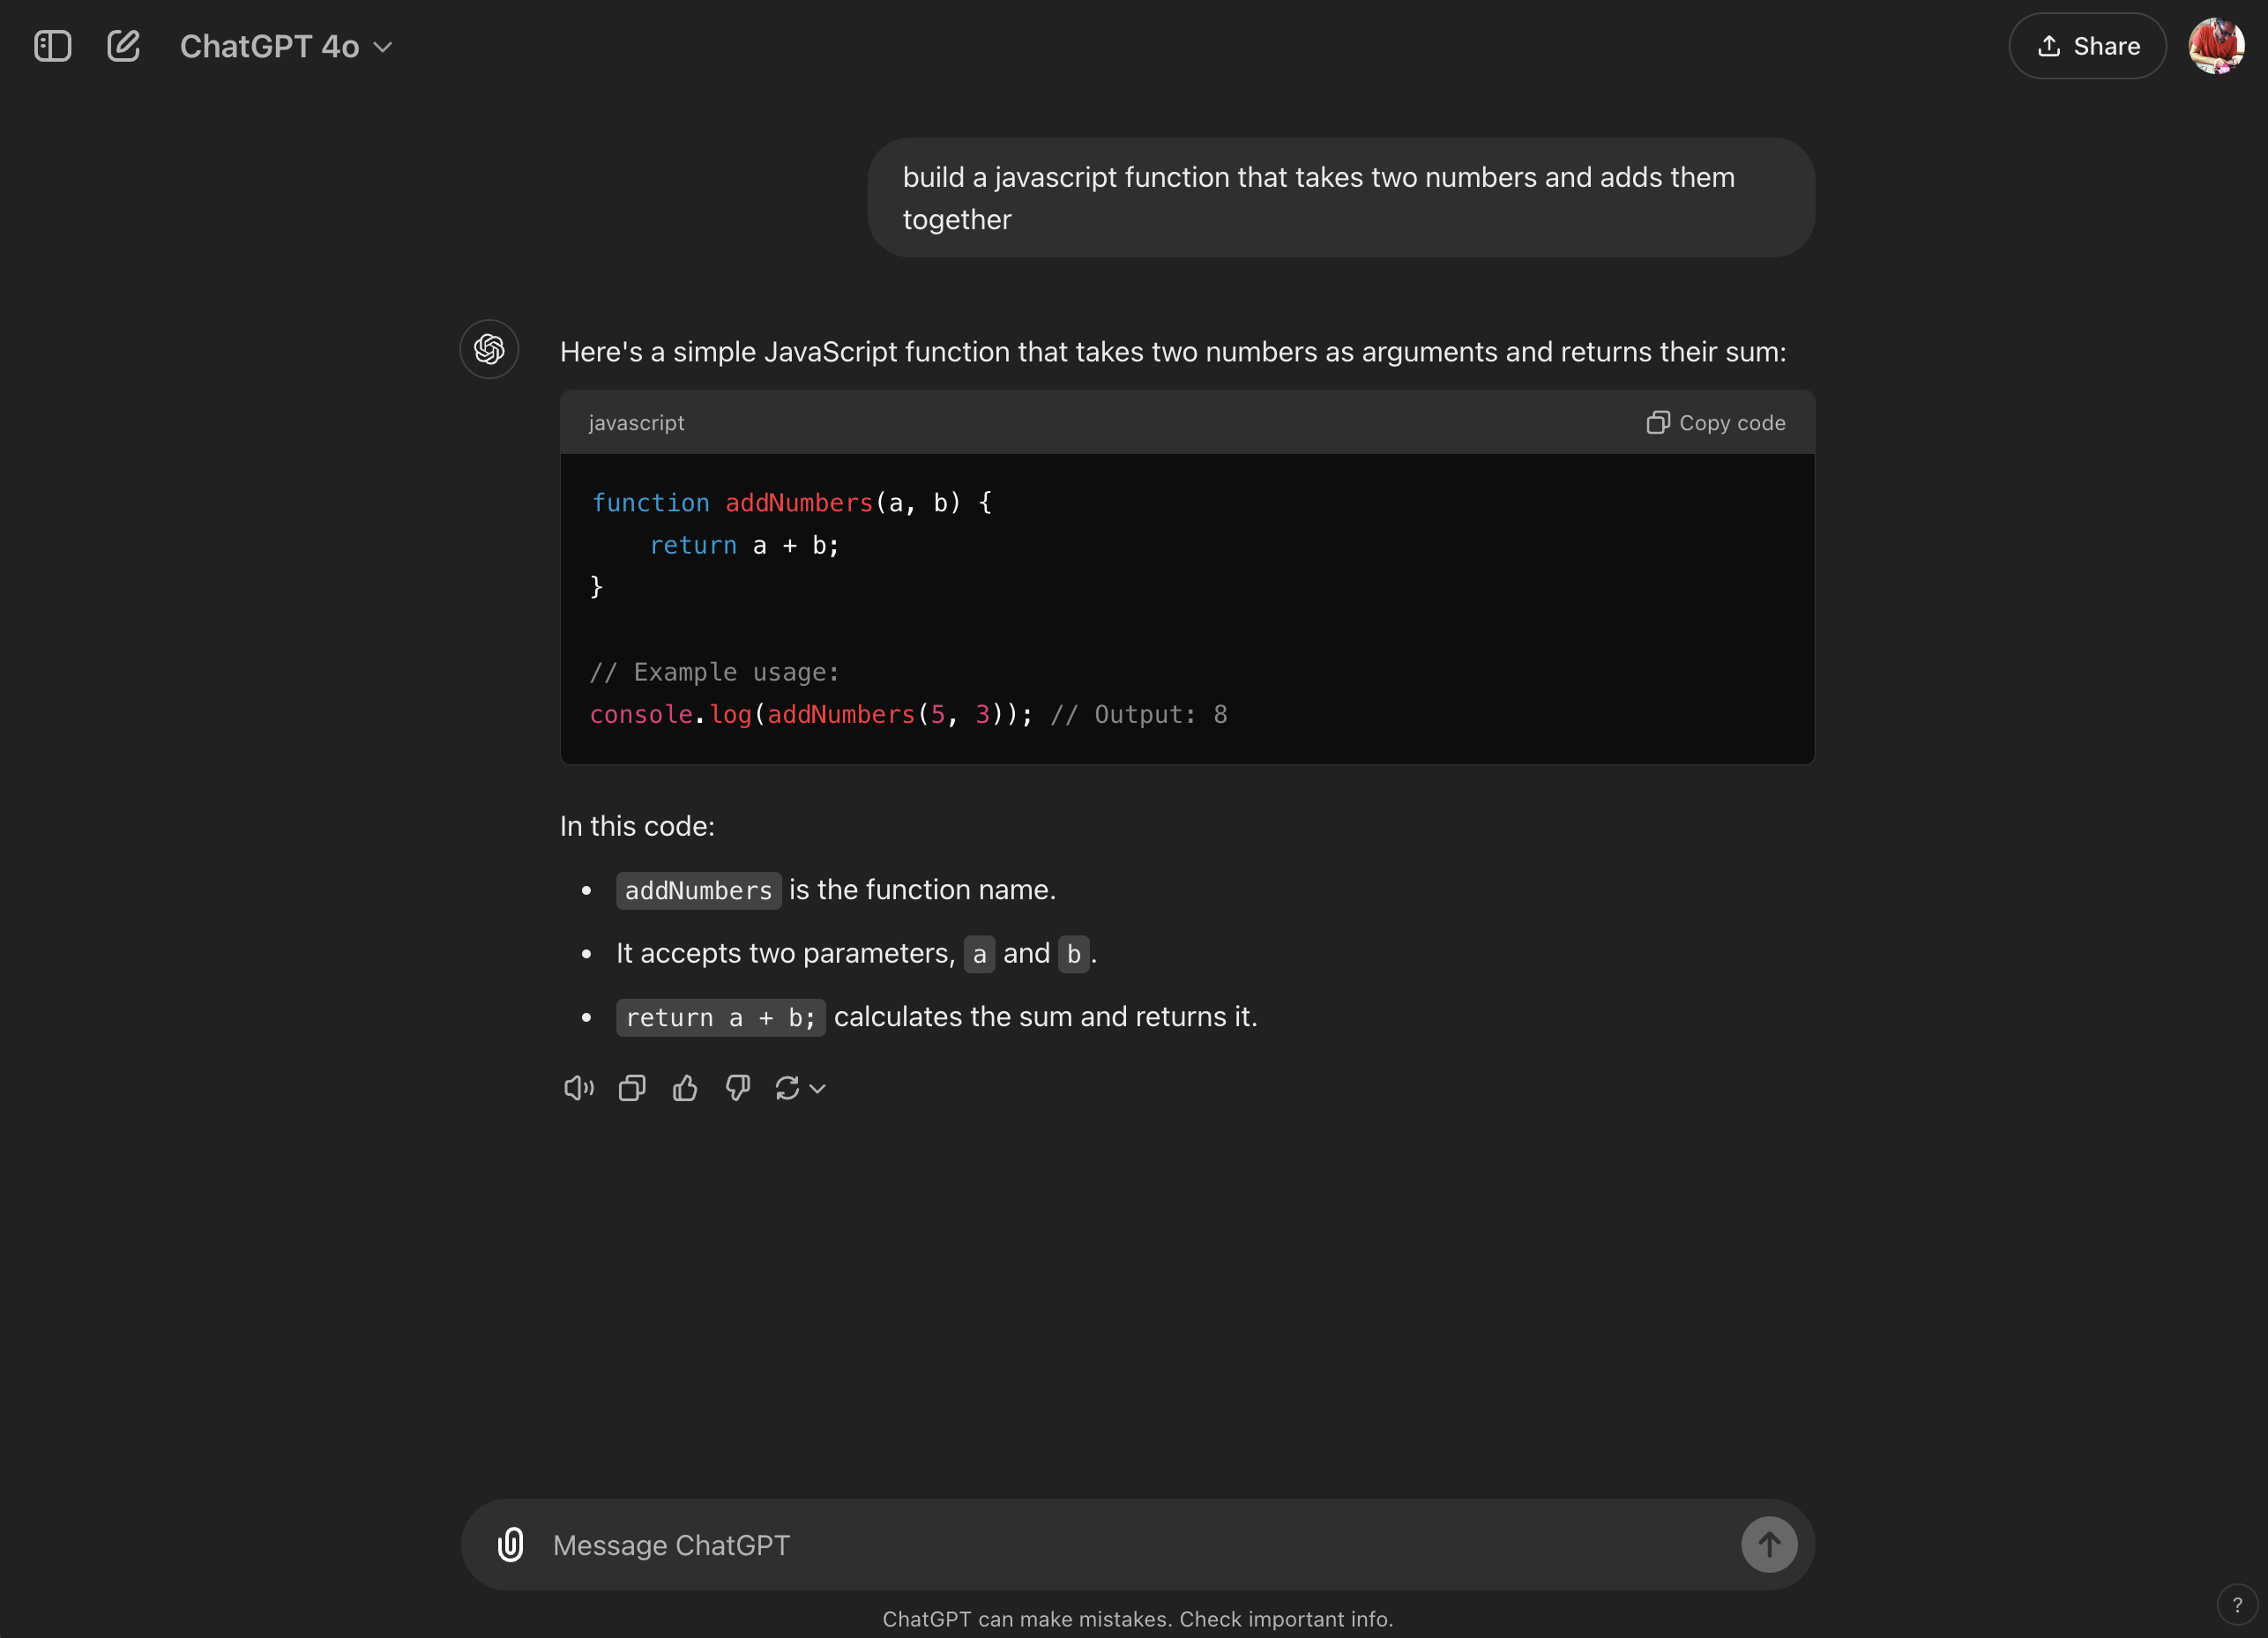 ChatGPT 4o
Share
build a javascript function that takes two numbers and adds them
together
Here's a simple JavaScript function that takes two numbers as arguments and returns their sum:
javascript
Copy code
function addNumbers(a, b) {
    return a + b;
}
// Example usage:
console.log(addNumbers(5, 3)); // Output: 8
In this code:
• addNumbers is the function name.
• It accepts two parameters, a and b.
• return a + b; calculates the sum and returns it.
Message ChatGPT
ChatGPT can make mistakes. Check important info.
?